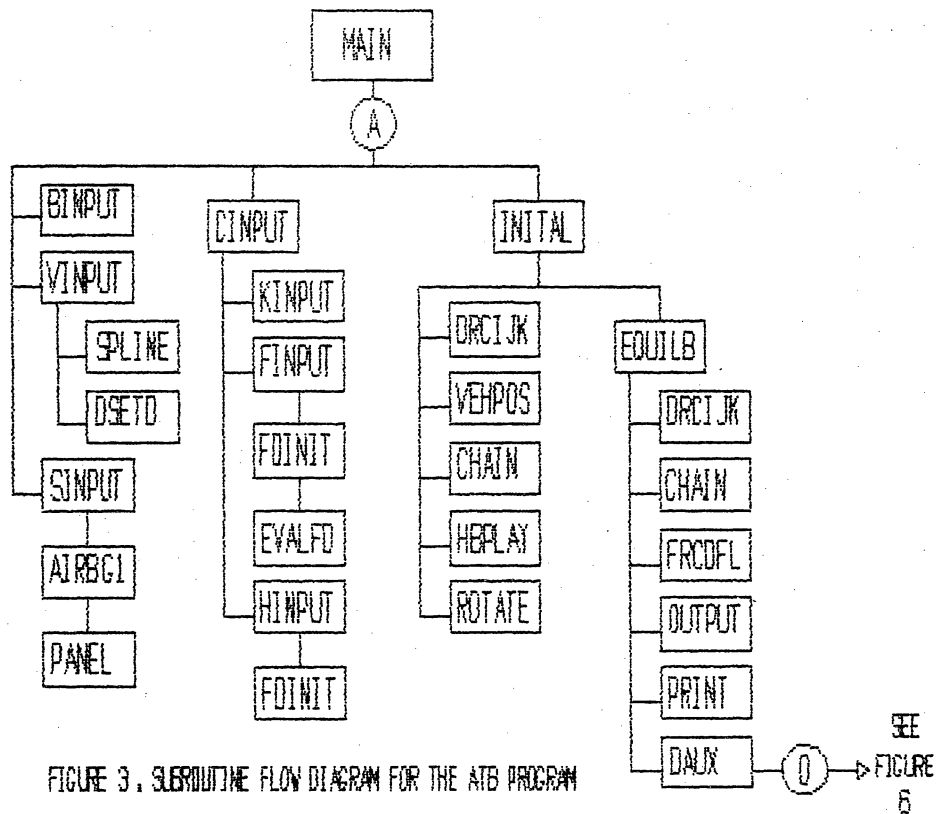 MAIN
A
BINPUT
VINPUT
SPLINE
DSETD
SINPUT
AIRBG1
PANEL
CINPUT
KINPUT
FINPUT
FDINIT
EVALFD
HINPUT
FDINIT
INITAL
DRCIJK
VEHPOS
CHAIN
HBPLAY
ROTATE
EQUILB
DRCIJK
CHAIN
FRCDFL
OUTPUT
PRINT
DAUX
O
SEE
FIGURE
6
FIGURE 3. SUBROUTINE FLOW DIAGRAM FOR THE ATB PROGRAM